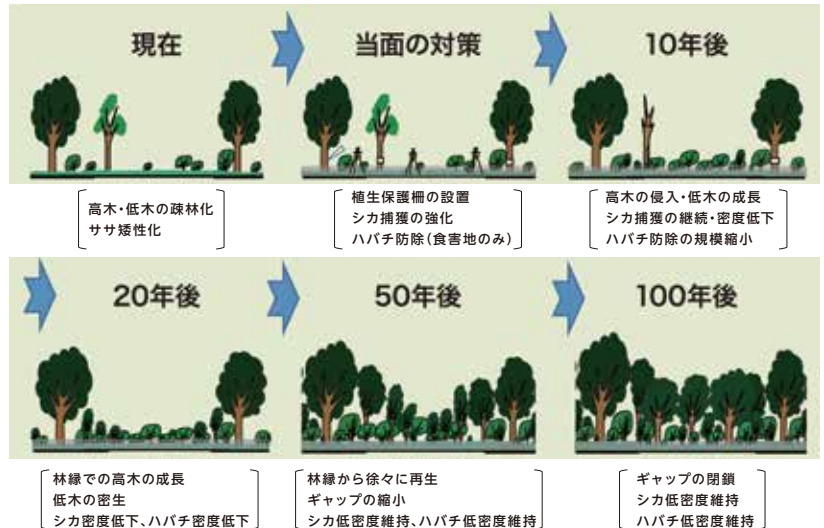 現在
当面の対策
10年後
高木・低木の疎林化
ササ矮性化
植生保護柵の設置
シカ捕獲の強化
ハバチ防除(食害地のみ)
高木の侵入・低木の成長
シカ捕獲の継続・密度低下
ハバチ防除の規模縮小
20年後
50年後
100年後
林縁での高木の成長
低木の密生
シカ密度低下、ハバチ密度低下
林縁から徐々に再生
ギャップの縮小
シカ低密度維持、ハバチ低密度維持
ギャップの閉鎖
シカ低密度維持
ハバチ低密度維持